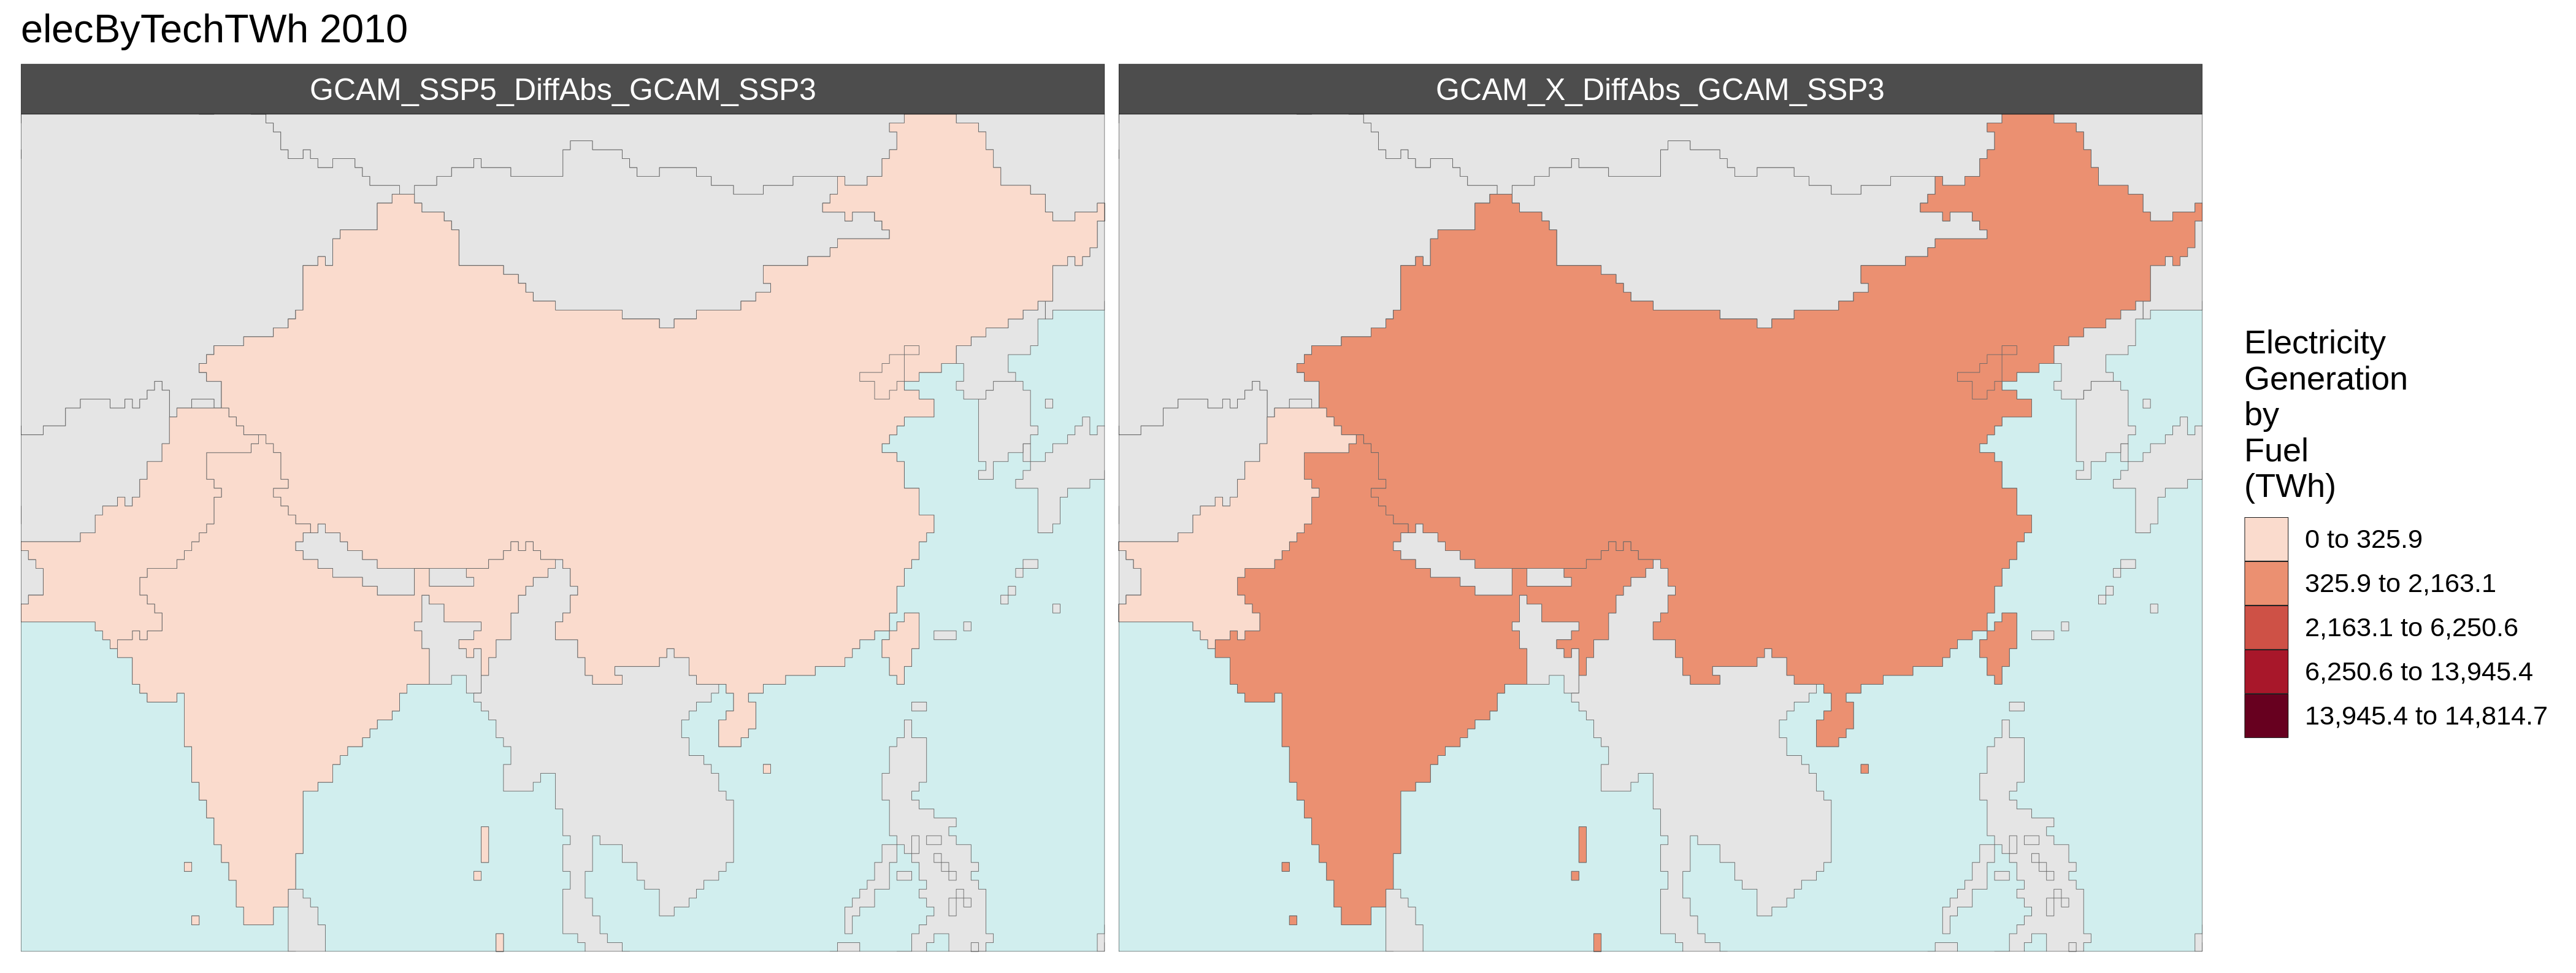 elecByTechTWh 2010
GCAM_SSP5_DiffAbs_GCAM_SSP3
GCAM_X_DiffAbs_GCAM_SSP3
Electricity
Generation
by
Fuel
(TWh)
0 to 325.9
325.9 to 2,163.1
2,163.1 to 6,250.6
6,250.6 to 13,945.4
13,945.4 to 14,814.7